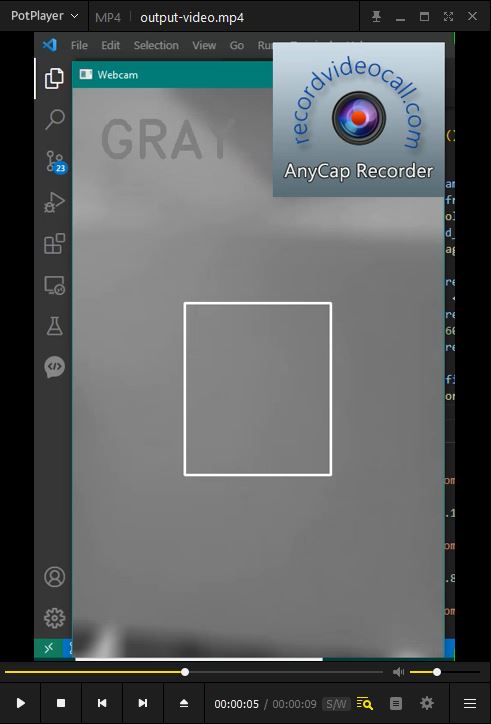 PotPlayer MP4 output-video.mp4
File Edit Selection View Go
Webcam
GRAY
recordvideocall.com
AnyCap Recorder
23
00:00:05 / 00:00:09 S/W